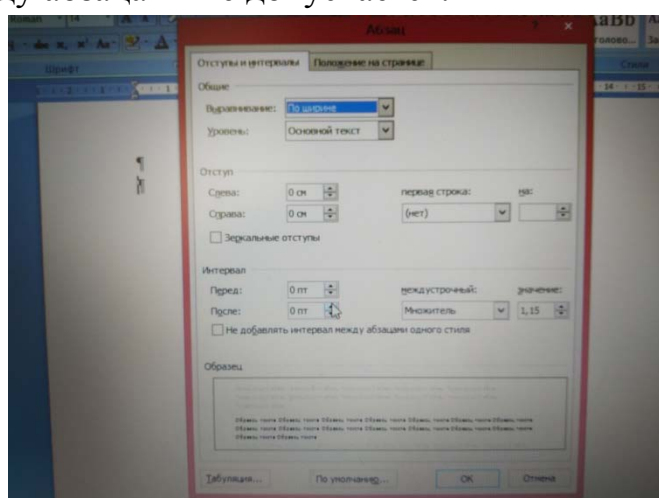 Абзац
Шрифт
Стили
Отступы и интервалы Положение на странице
Общие
Выравнивание: По ширине
Уровень: Основной текст
Отступ
Слева: 0 см первая строка: на:
Справа: 0 см (нет)
Зеркальные отступы
Интервал
Перед: 0 пт междустрочный: значение:
После: 0 пт Множитель 1,15
Не добавлять интервал между абзацами одного стиля
Образец
Табуляция... По умолчанию... ОК Отмена